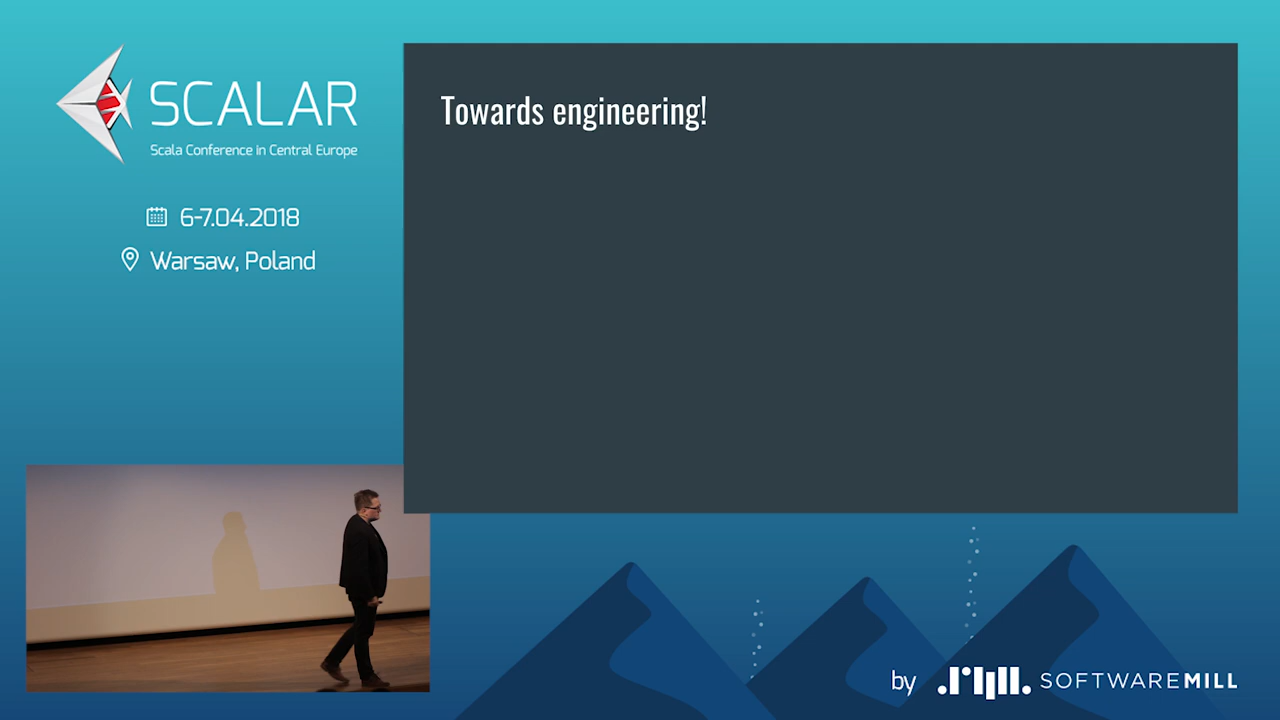 SCALAR
Scala Conference in Central Europe
6-7.04.2018
Warsaw, Poland
Towards engineering!
by SOFTWAREMILL